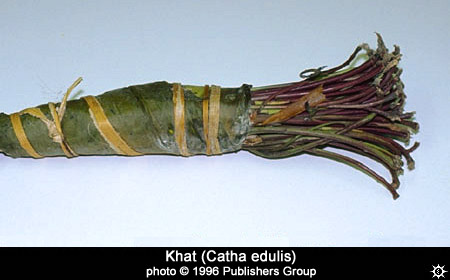 Khat (Catha edulis)
photo © 1996 Publishers Group